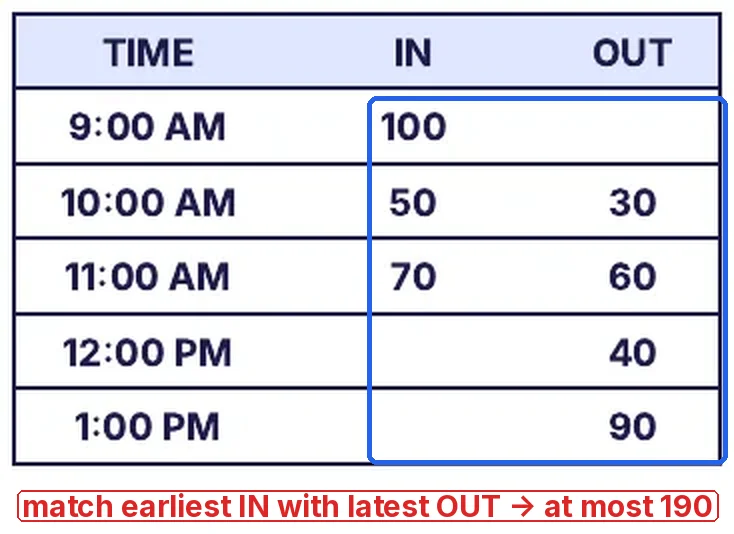 TIME IN OUT
9:00 AM 100
10:00 AM 50 30
11:00 AM 70 60
12:00 PM 40
1:00 PM 90
match earliest IN with latest OUT → at most 190